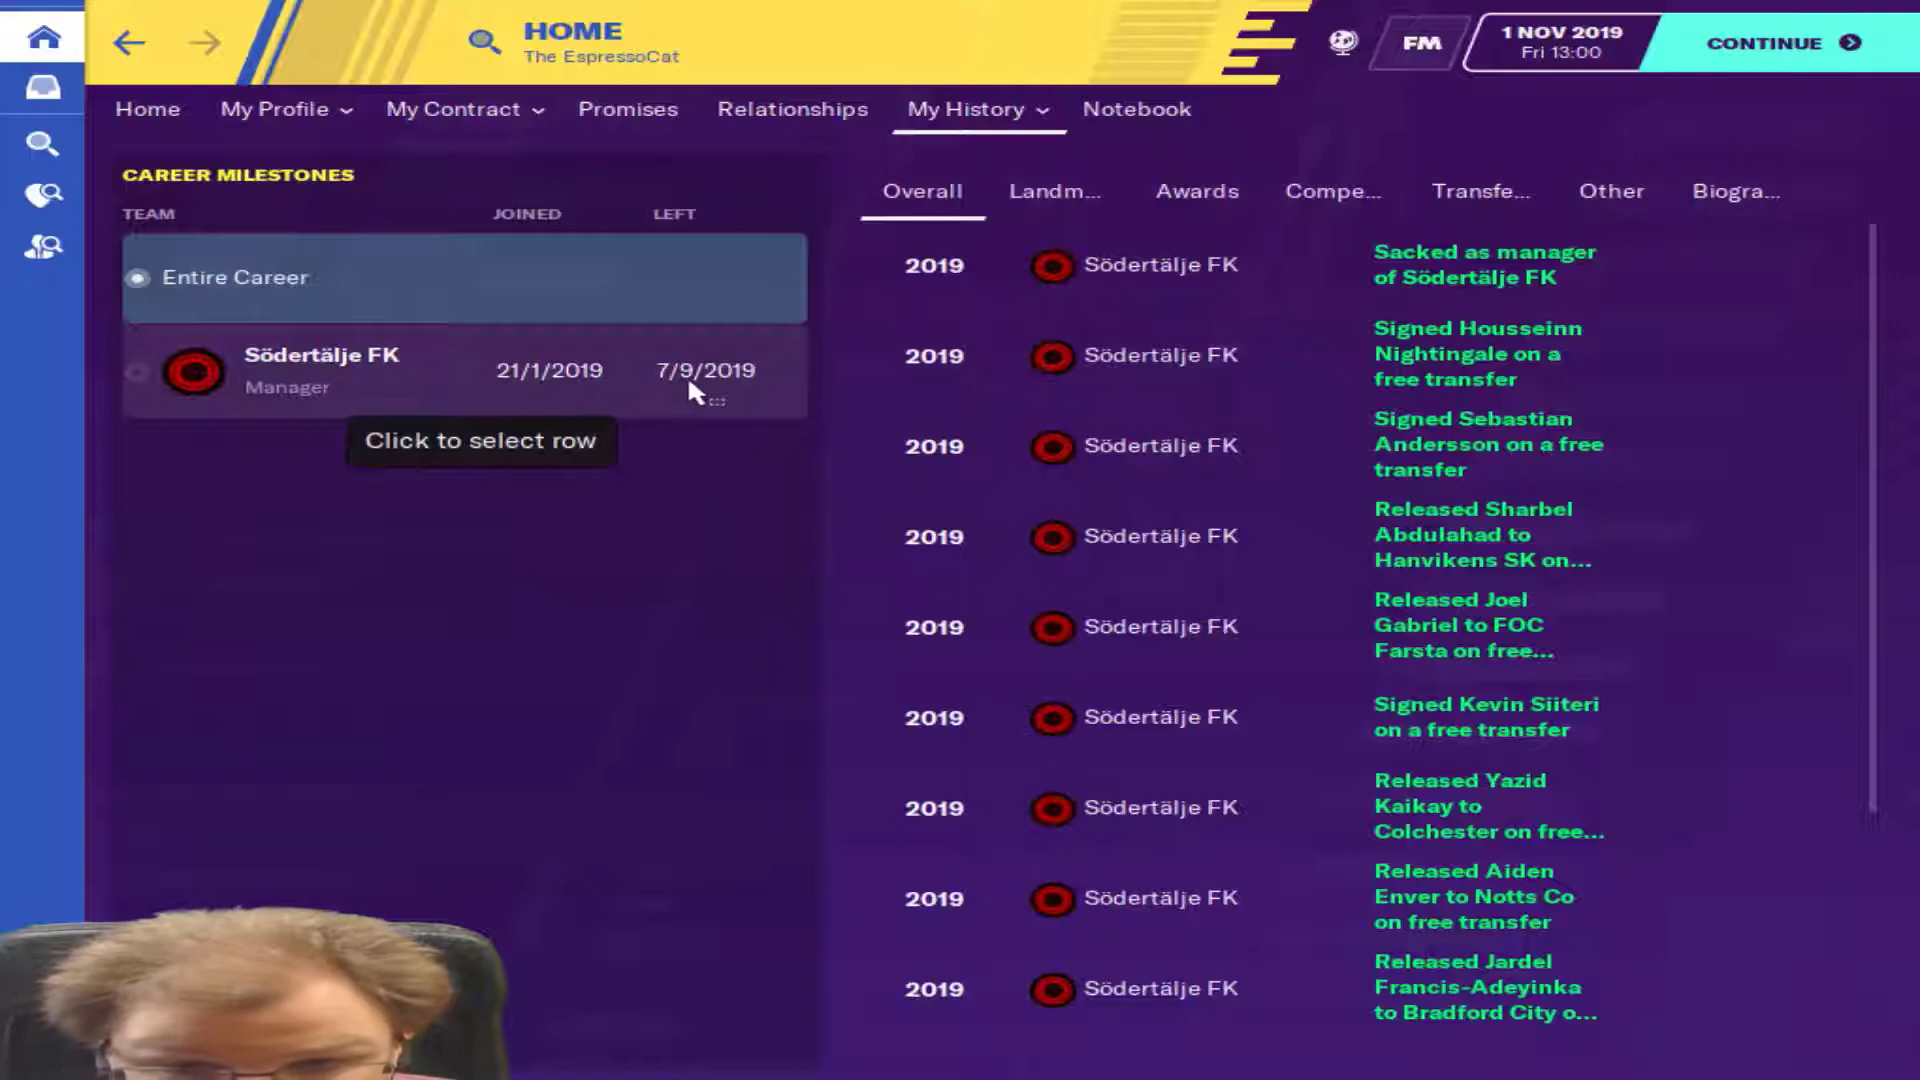 HOME
The EspressoCat
FM
1 NOV 2019
Fri 13:00
CONTINUE
Home
My Profile
My Contract
Promises
Relationships
My History
Notebook
CAREER MILESTONES
TEAM
JOINED
LEFT
Entire Career
Södertälje FK
Manager
21/1/2019
7/9/2019
Click to select row
Overall
Landm...
Awards
Compe...
Transfe...
Other
Biogra...
2019
Södertälje FK
Sacked as manager
of Södertälje FK
2019
Södertälje FK
Signed Housseinn
Nightingale on a
free transfer
2019
Södertälje FK
Signed Sebastian
Andersson on a free
transfer
2019
Södertälje FK
Released Sharbel
Abdulahad to
Hanvikens SK on...
2019
Södertälje FK
Released Joel
Gabriel to FOC
Farsta on free...
2019
Södertälje FK
Signed Kevin Siiteri
on a free transfer
2019
Södertälje FK
Released Yazid
Kaikay to
Colchester on free...
2019
Södertälje FK
Released Aiden
Enver to Notts Co
on free transfer
2019
Södertälje FK
Released Jardel
Francis-Adeyinka
to Bradford City o...